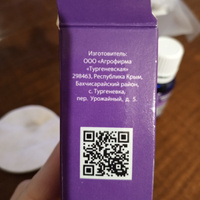 Изготовитель:
ООО «Агрофирма
«Тургеневская»
298463, Республика Крым,
Бахчисарайский район,
с. Тургеневка,
пер. Урожайный, д. 5.